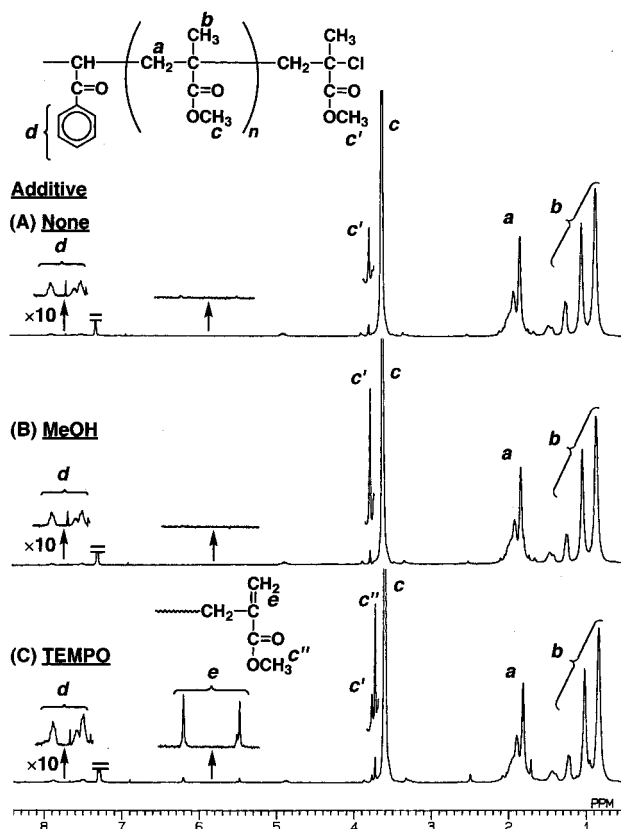 b
CH3 CH3
a
CH CH2 C CH2 C Cl
C=O C=O C=O
d OCH3 OCH3
c n
c' c
Additive
(A) None
d c' a b
×10
c' c
(B) MeOH
d a b
×10
CH2
e
CH2 C
C=O
OCH3 c"
c" c
(C) TEMPO
d e c' a b
×10
PPM
8 7 6 5 4 3 2 1